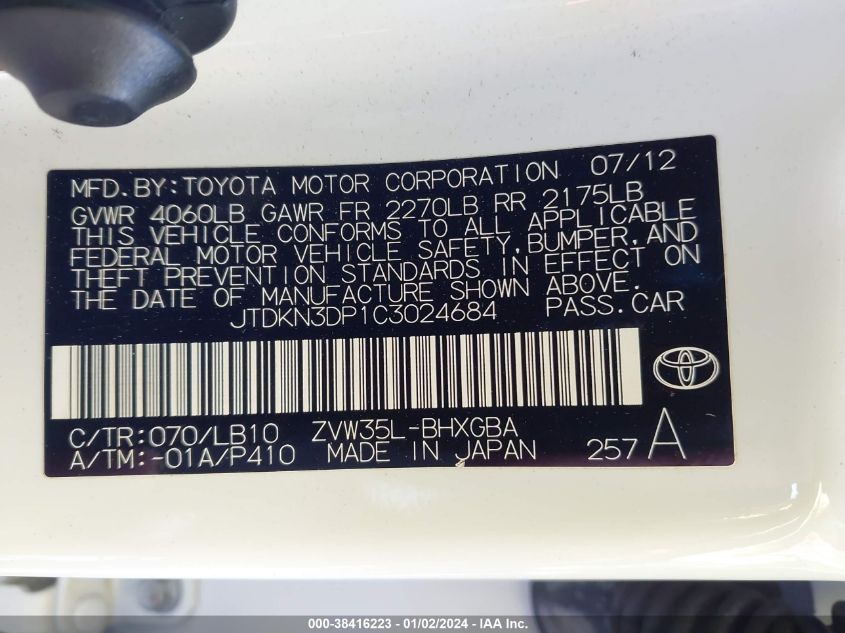 MFD. BY: TOYOTA MOTOR CORPORATION 07/12
GVWR 4060LB GAWR FR 2270LB RR 2175LB
THIS VEHICLE CONFORMS TO ALL APPLICABLE
FEDERAL MOTOR VEHICLE SAFETY, BUMPER, AND
THEFT PREVENTION STANDARDS IN EFFECT ON
THE DATE OF MANUFACTURE SHOWN ABOVE.
JTDKN3DP1C3024684 PASS. CAR
C/TR: 070/LB10 ZVW35L-BHXGBA
A/TM: -01A/P410 MADE IN JAPAN 257 A
000-38416223 - 01/02/2024 - IAA Inc.